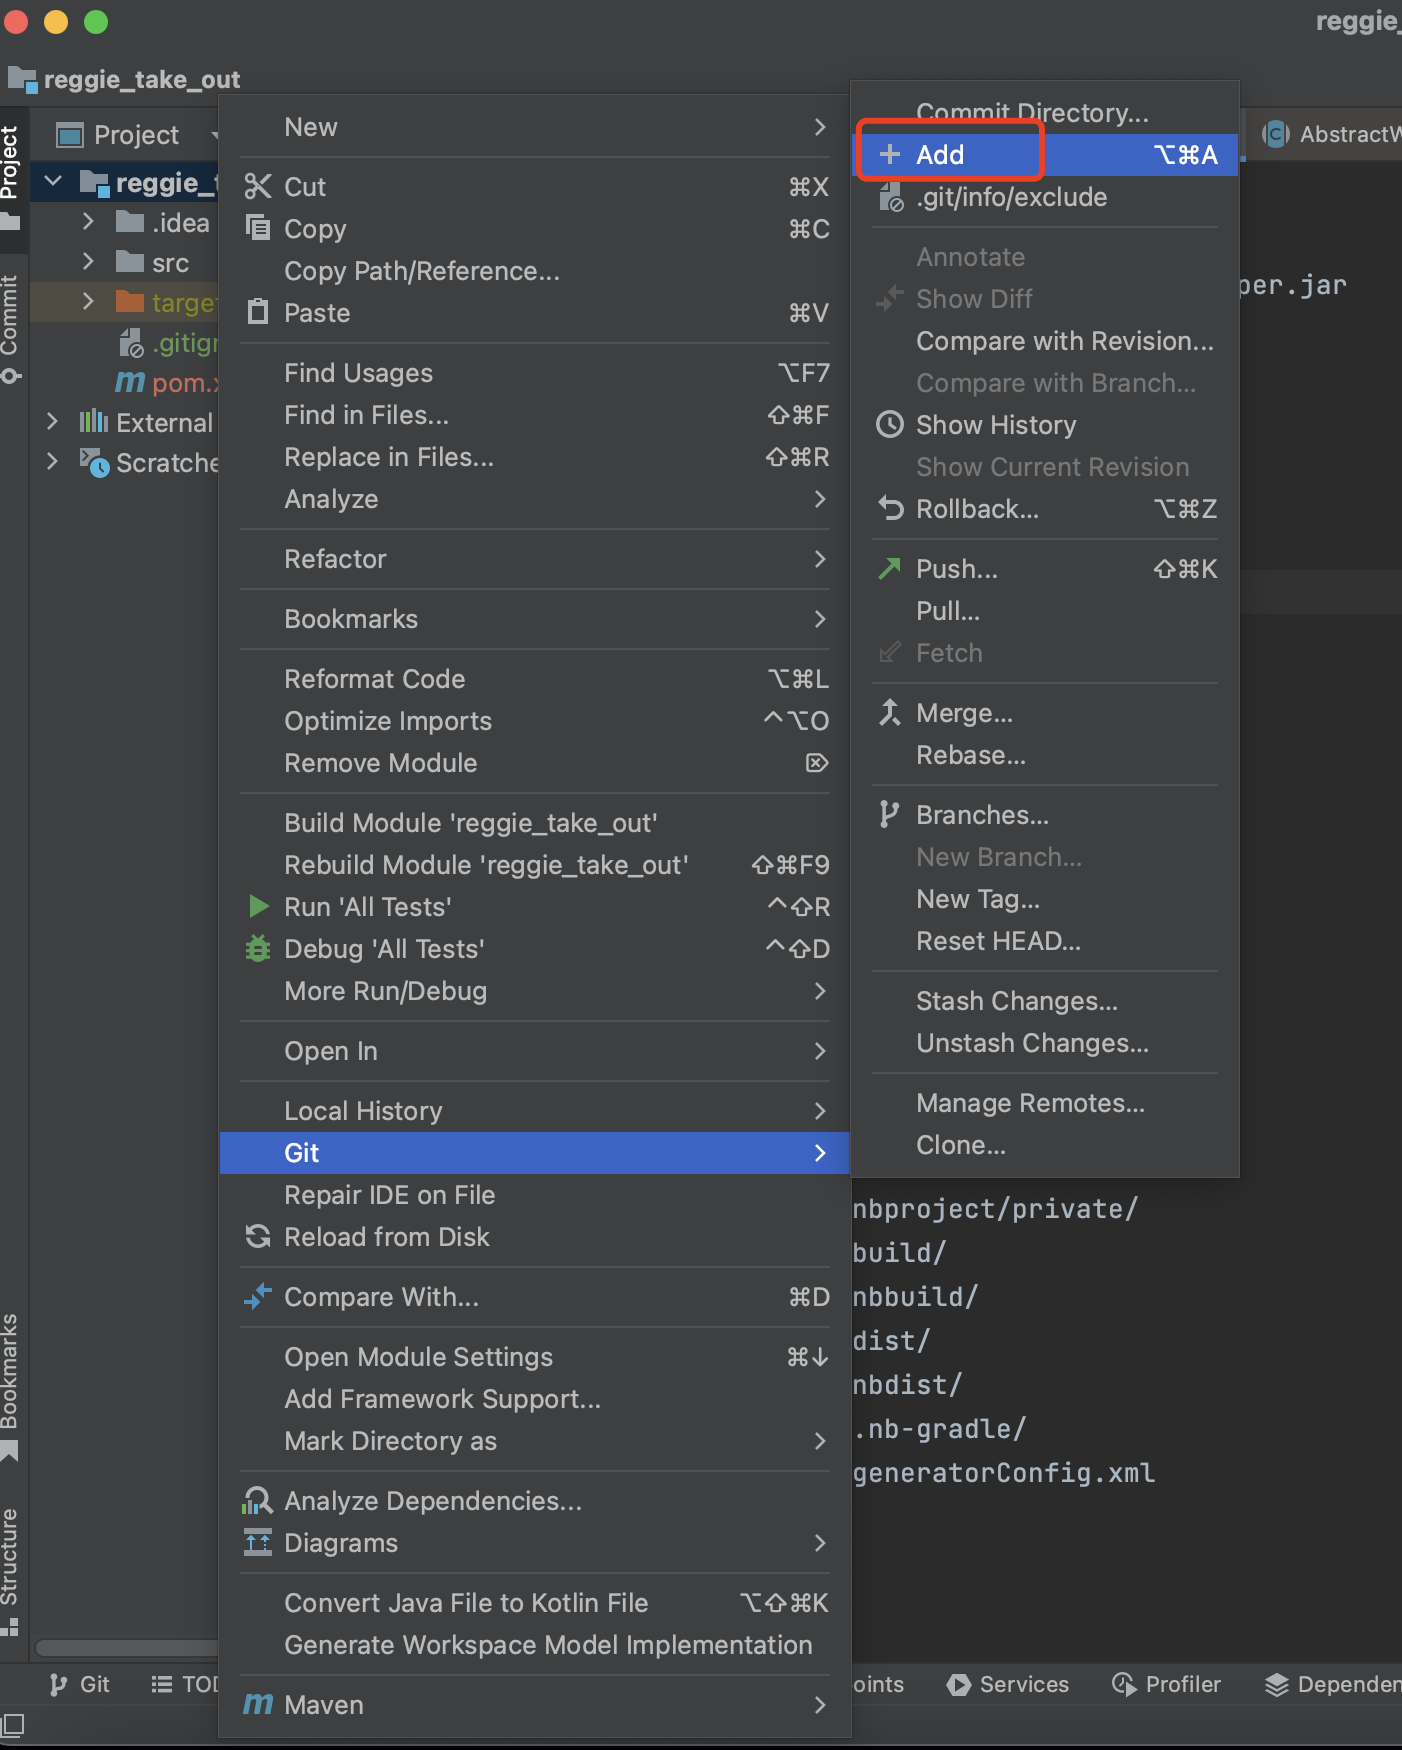 reggie_
reggie_take_out
Project
Project
reggie_t
.idea
src
targe
.gitign
pom.x
External
Scratche
Commit
Bookmarks
Structure
New
Cut ⌘X
Copy ⌘C
Copy Path/Reference...
Paste ⌘V
Find Usages ⌥F7
Find in Files... ⇧⌘F
Replace in Files... ⇧⌘R
Analyze
Refactor
Bookmarks
Reformat Code ⌥⌘L
Optimize Imports ^⌥O
Remove Module ⌦
Build Module 'reggie_take_out'
Rebuild Module 'reggie_take_out' ⇧⌘F9
Run 'All Tests' ^⇧R
Debug 'All Tests' ^⇧D
More Run/Debug
Open In
Local History
Git
Repair IDE on File
Reload from Disk
Compare With... ⌘D
Open Module Settings ⌘↓
Add Framework Support...
Mark Directory as
Analyze Dependencies...
Diagrams
Convert Java File to Kotlin File ⌥⇧⌘K
Generate Workspace Model Implementation
Maven
Commit Directory...
Add ⌥⌘A
.git/info/exclude
Annotate
Show Diff
Compare with Revision...
Compare with Branch...
Show History
Show Current Revision
Rollback... ⌥⌘Z
Push... ⇧⌘K
Pull...
Fetch
Merge...
Rebase...
Branches...
New Branch...
New Tag...
Reset HEAD...
Stash Changes...
Unstash Changes...
Manage Remotes...
Clone...
AbstractW
per.jar
nbproject/private/
build/
nbbuild/
dist/
nbdist/
.nb-gradle/
generatorConfig.xml
Git
TOD
oints
Services
Profiler
Dependen